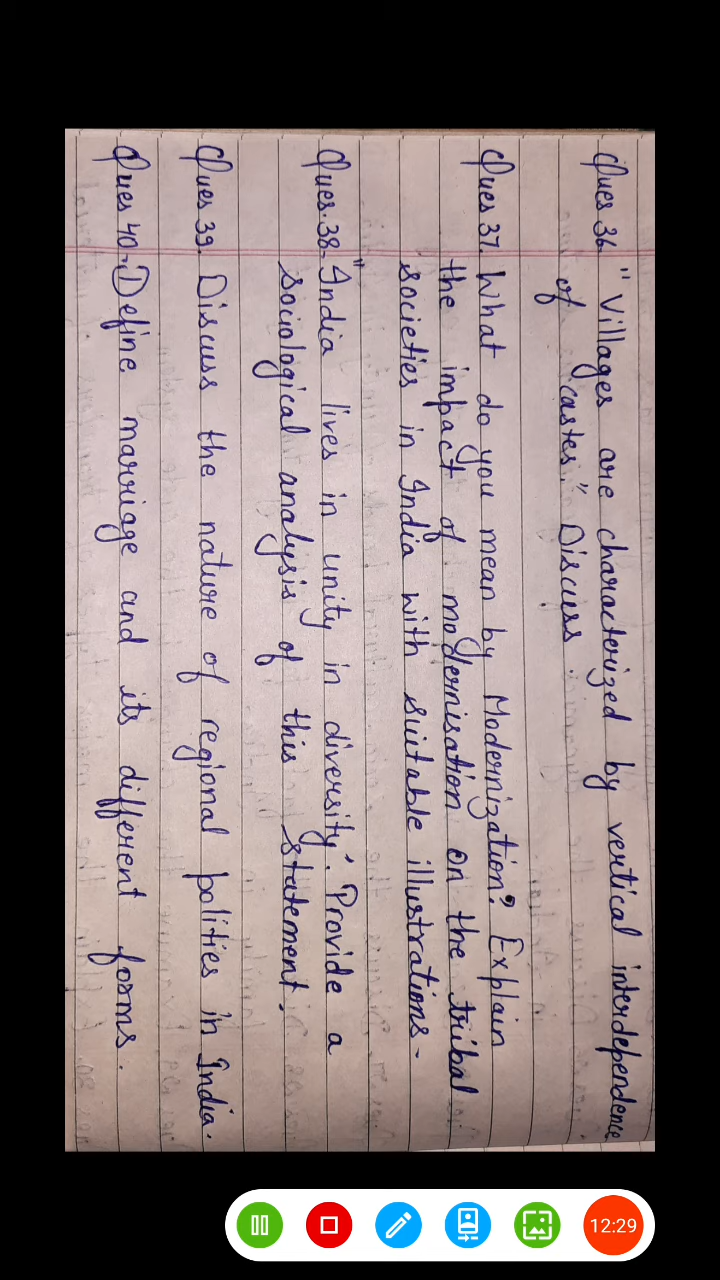 Ques 36- "Villages are characterized by vertical interdependence
of castes." Discuss.
Ques 37. What do you mean by Modernization? Explain
the impact of modernisation on the tribal
societies in India with suitable illustrations.
Ques. 38- "India lives in unity in diversity". Provide a
sociological analysis of this statement.
Ques 39. Discuss the nature of regional polities in India.
Ques 40- Define marriage and its different forms.
12:29